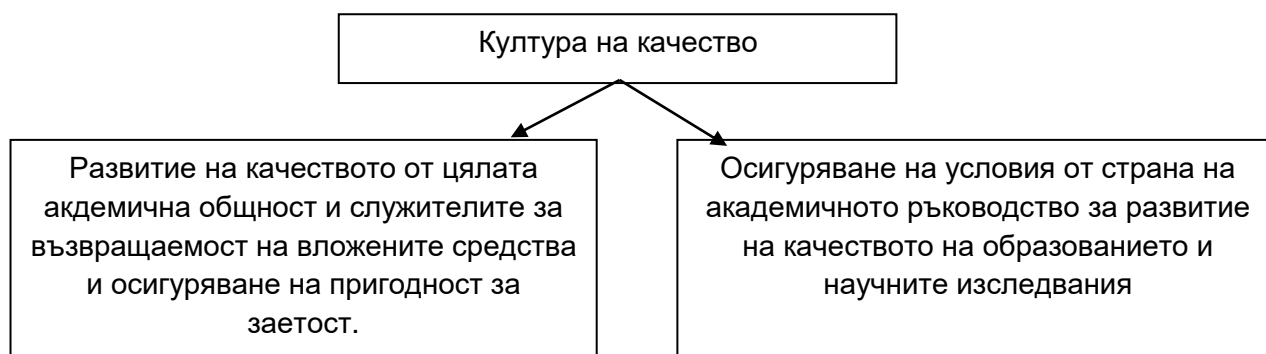 Култура на качество
Развитие на качеството от цялата
акдемична общност и служителите за
възвращаемост на вложените средства
и осигуряване на пригодност за
заетост.
Осигуряване на условия от страна на
академичното ръководство за развитие
на качеството на образованието и
научните изследвания